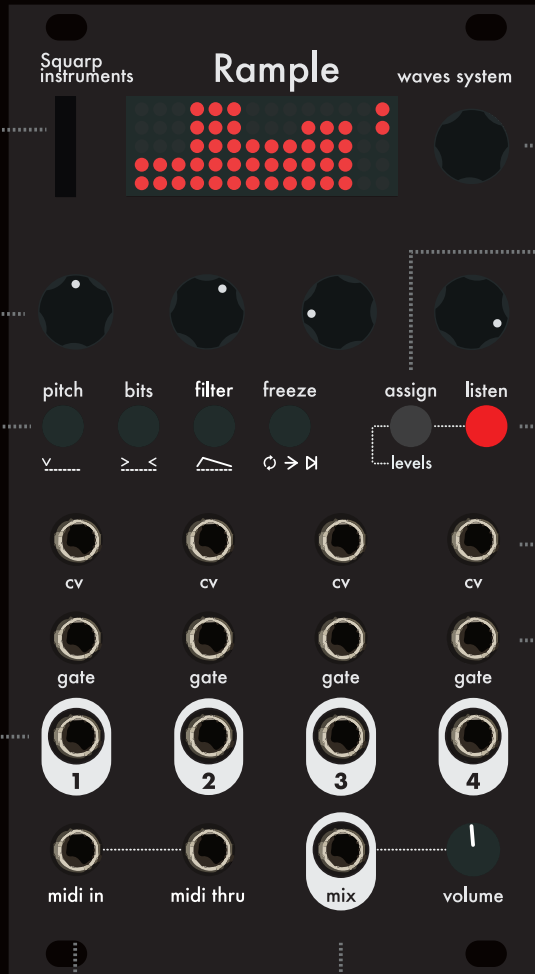 Squarp
instruments
Rample
waves system
pitch
bits
filter
freeze
assign
listen
levels
cv
cv
cv
cv
gate
gate
gate
gate
1
2
3
4
midi in
midi thru
mix
volume